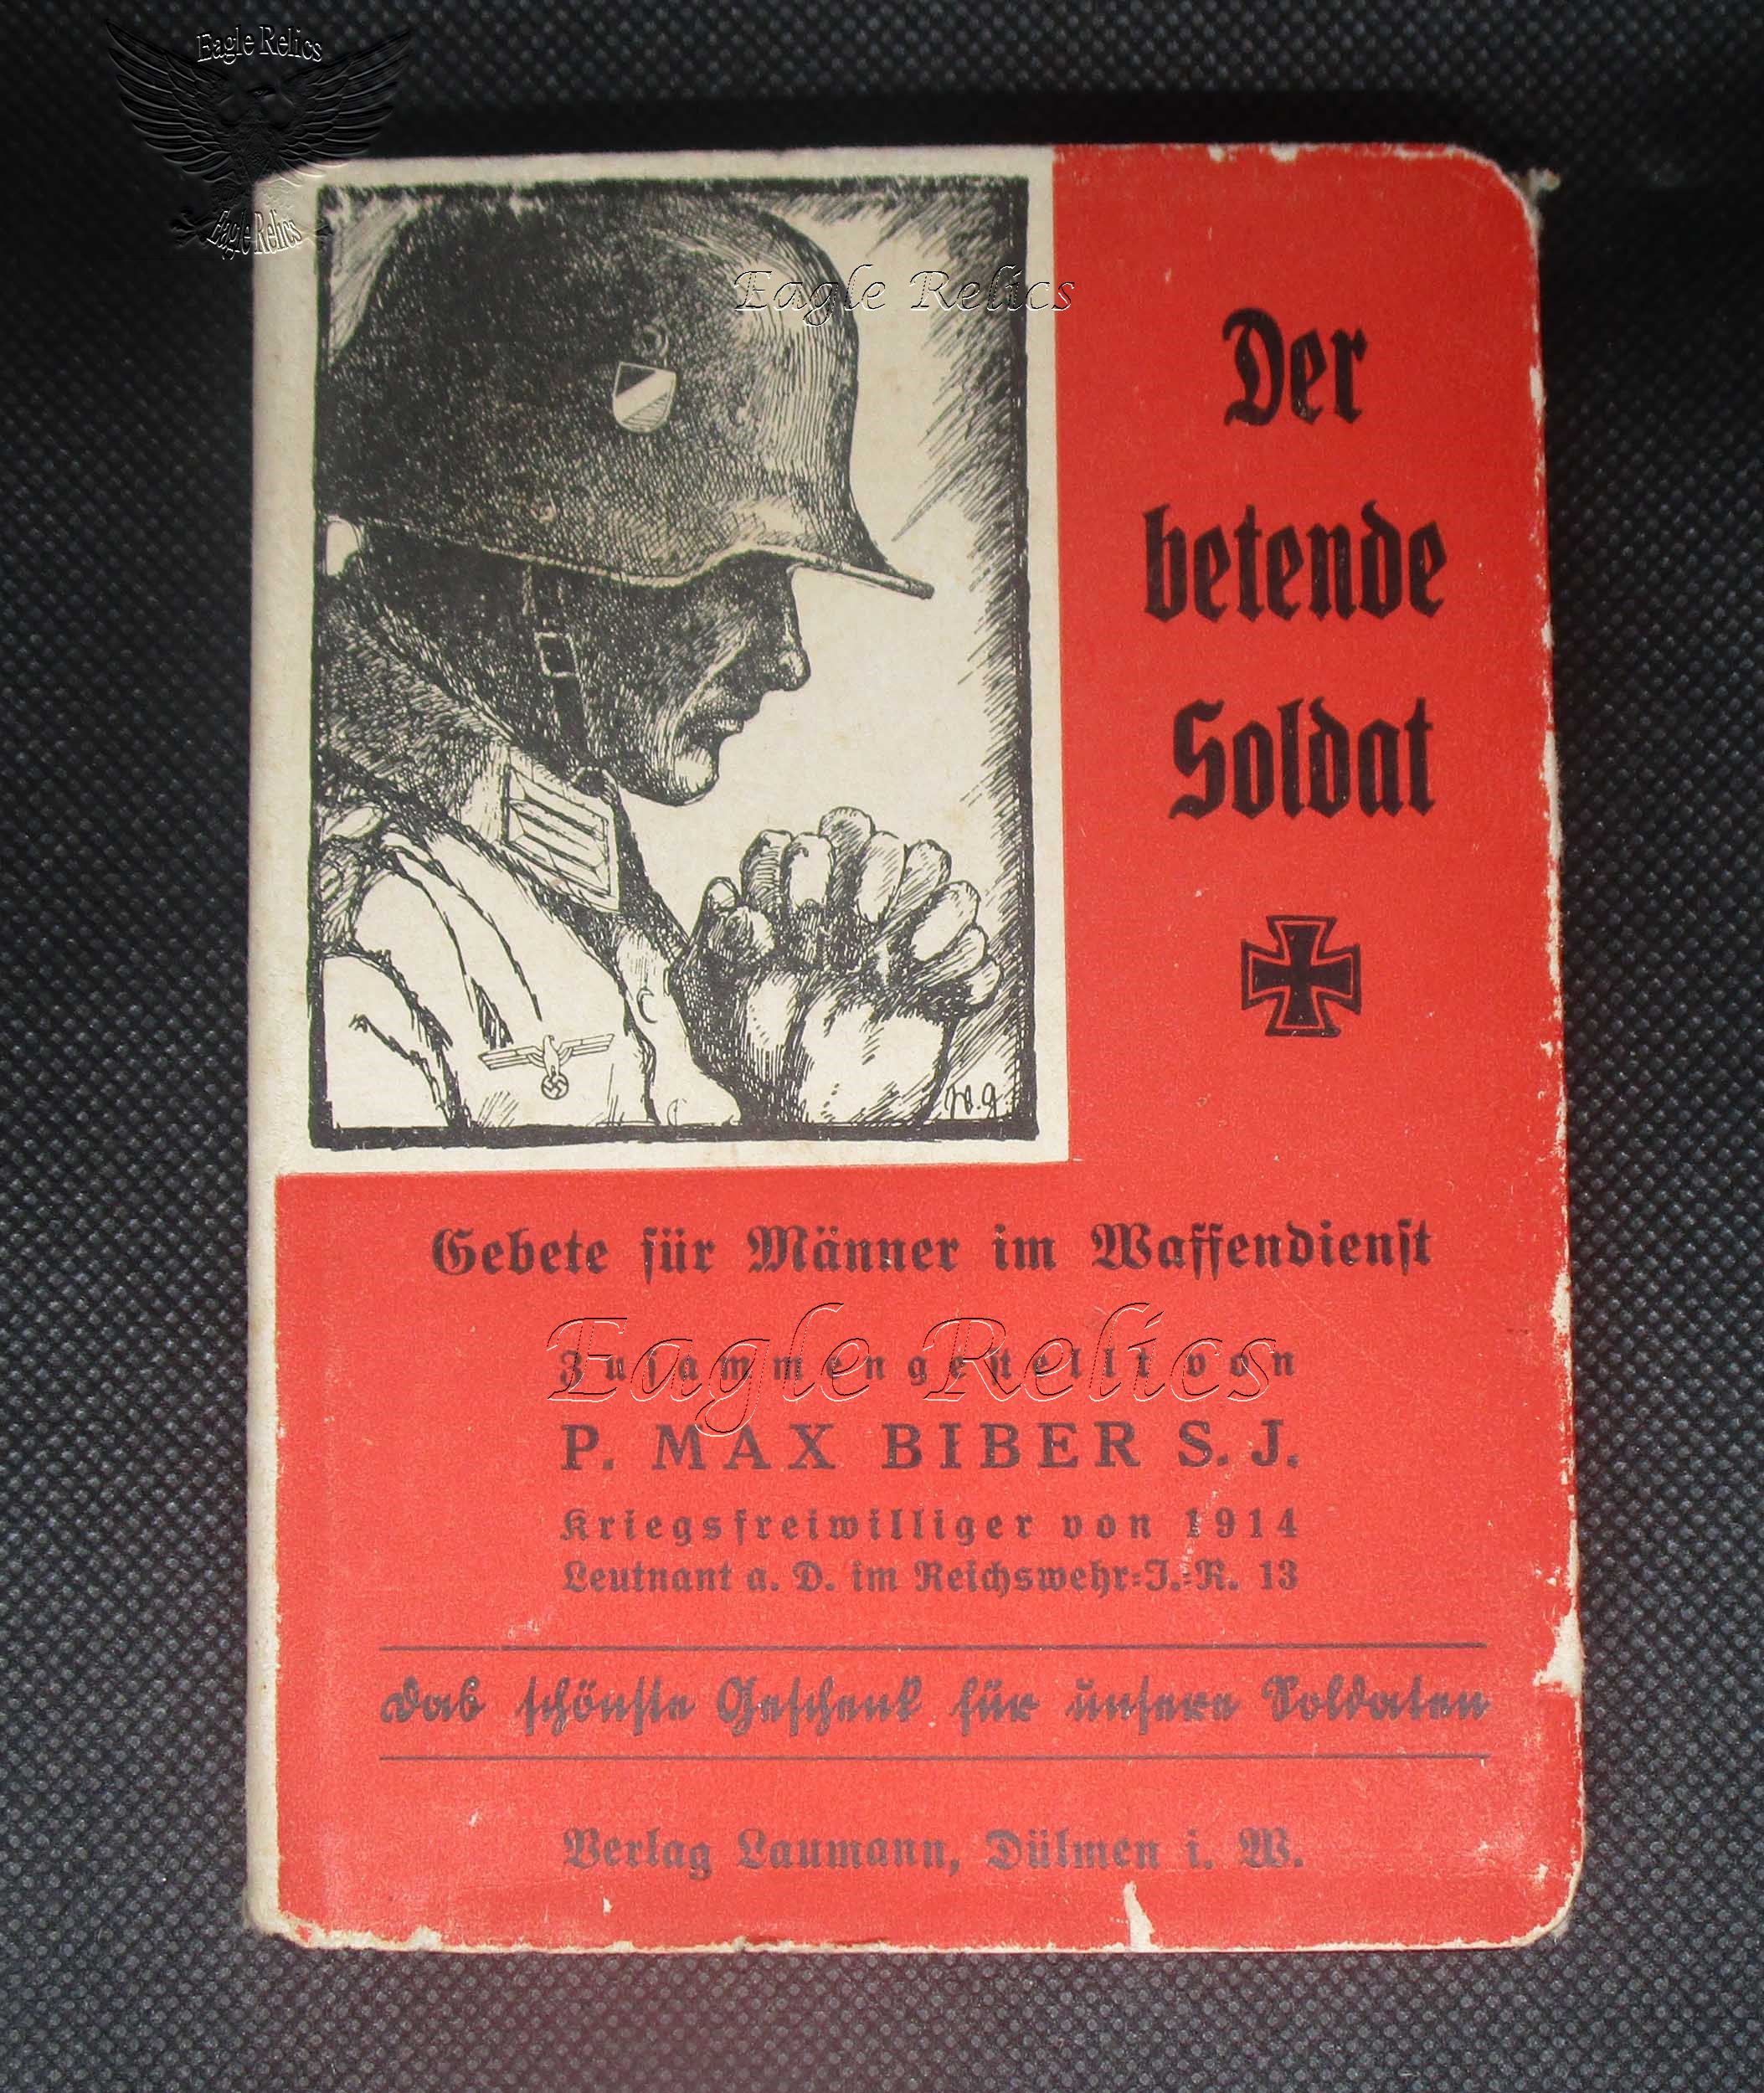 Eagle Relics
Eagle Relics
Eagle Relics
Der
betende
Soldat
W. J
Gebete für Männer im Waffendienst
Eagle Relics
Zusammengestellt von
P. MAX BIBER S. J.
Kriegsfreiwilliger von 1914
Leutnant a. D. im Reichswehr=J.=R. 13
Das schönste Geschenk für unsere Soldaten
Verlag Laumann, Dülmen i. W.